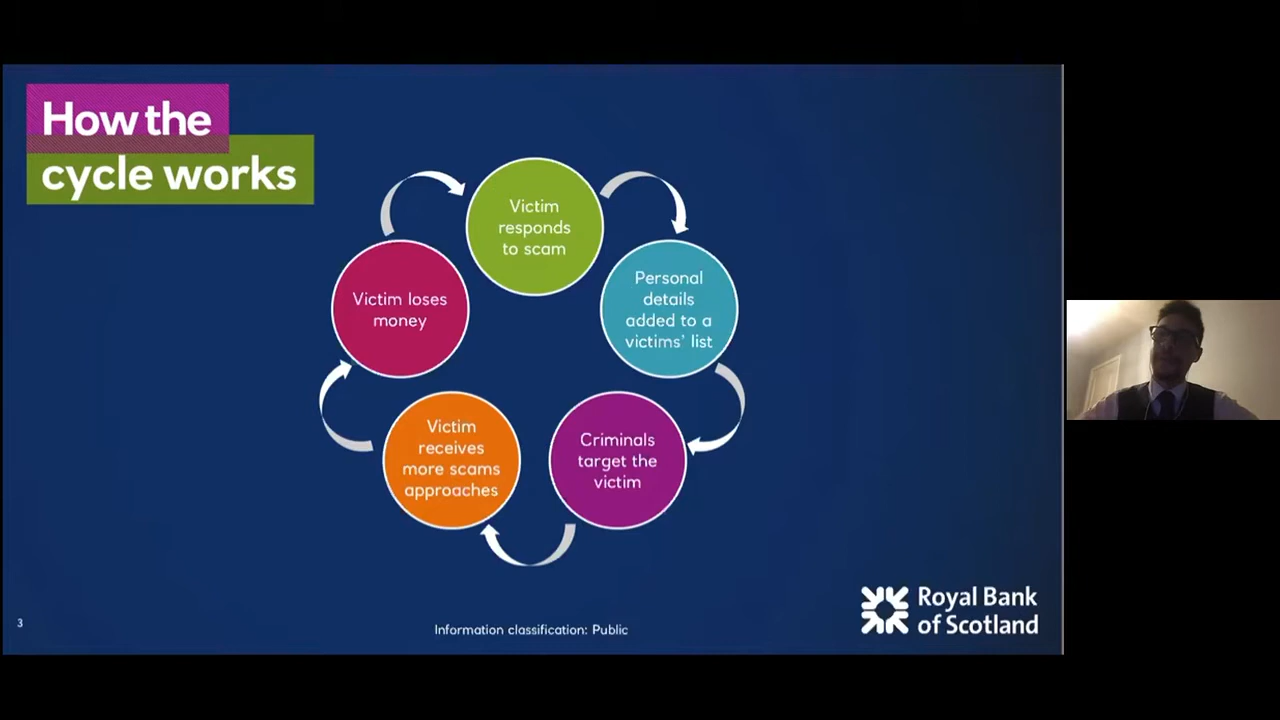 How the
cycle works
Victim
responds
to scam
Personal
details
added to a
victims’ list
Criminals
target the
victim
Victim
receives
more scams
approaches
Victim loses
money
3
Information classification: Public
Royal Bank
of Scotland